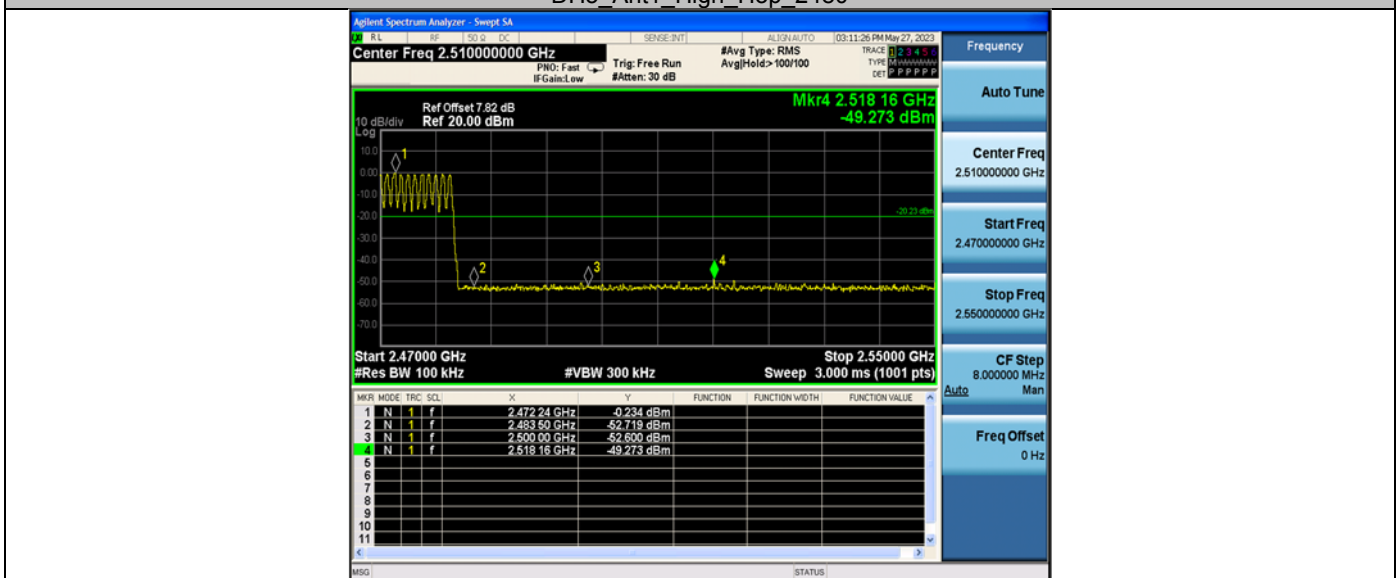 Agilent Spectrum Analyzer - Swept SA
RL RF 50 Ω DC SENSE:INT ALIGNAUTO 03:11:26 PM May 27, 2023
Center Freq 2.510000000 GHz
#Avg Type: RMS
TRACE 1 2 3 4 5 6
PNO: Fast
Trig: Free Run
Avg|Hold:> 100/100
TYPE M
IFGain:Low
#Atten: 30 dB
DET P P P P P P
Frequency
Auto Tune
Center Freq
2.510000000 GHz
Start Freq
2.470000000 GHz
Stop Freq
2.550000000 GHz
CF Step
8.000000 MHz
Auto Man
Freq Offset
0 Hz
Mkr4 2.518 16 GHz
-49.273 dBm
Ref Offset 7.82 dB
10 dB/div Ref 20.00 dBm
Log
10.0
0.00
-10.0
-20.0
-30.0
-40.0
-50.0
-60.0
-70.0
1
2
3
4
-20.23 dBm
Start 2.47000 GHz Stop 2.55000 GHz
#Res BW 100 kHz #VBW 300 kHz Sweep 3.000 ms (1001 pts)
MKR MODE TRC SCL X Y FUNCTION FUNCTION WIDTH FUNCTION VALUE
1 N 1 f 2.472 24 GHz -0.234 dBm
2 N 1 f 2.483 50 GHz -52.719 dBm
3 N 1 f 2.500 00 GHz -52.600 dBm
4 N 1 f 2.518 16 GHz -49.273 dBm
5
6
7
8
9
10
11
MSG STATUS